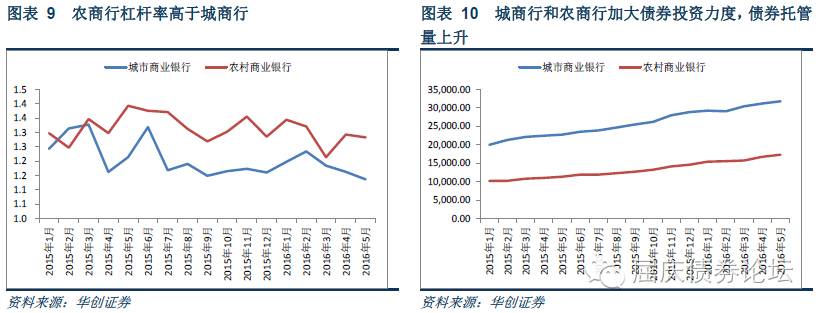 图表 9 农商行杠杆率高于城商行
城市商业银行 农村商业银行
1.5
1.4
1.4
1.3
1.3
1.2
1.2
1.1
1.1
1.0
2015年1月
2015年2月
2015年3月
2015年4月
2015年5月
2015年6月
2015年7月
2015年8月
2015年9月
2015年10月
2015年11月
2015年12月
2016年1月
2016年2月
2016年3月
2016年4月
2016年5月
资料来源：华创证券
图表 10 城商行和农商行加大债券投资力度，债券托管
量上升
城市商业银行 农村商业银行
35,000.00
30,000.00
25,000.00
20,000.00
15,000.00
10,000.00
5,000.00
0.00
2015年1月
2015年2月
2015年3月
2015年4月
2015年5月
2015年6月
2015年7月
2015年8月
2015年9月
2015年10月
2015年11月
2015年12月
2016年1月
2016年2月
2016年3月
2016年4月
2016年5月
屈庆债券论坛
资料来源：华创证券